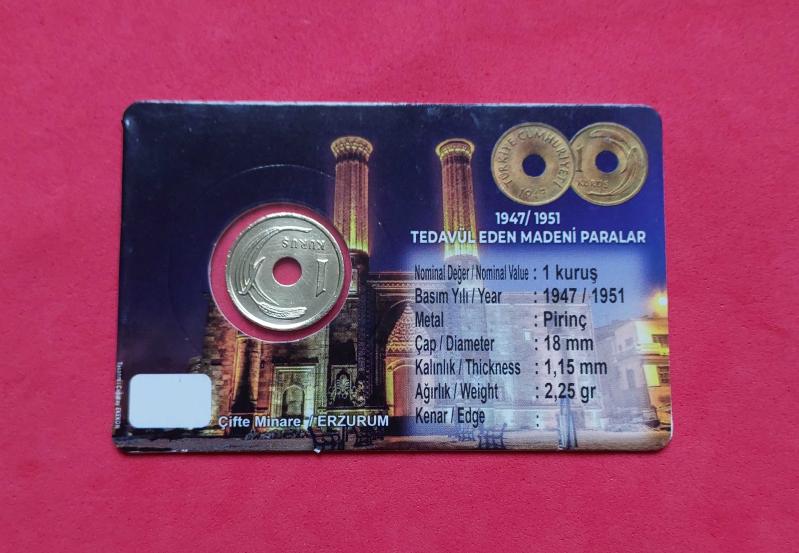 TÜRKİYE CUMHURİYETİ
1947
1
KURUŞ
1947/ 1951
TEDAVÜL EDEN MADENİ PARALAR
Nominal Değer / Nominal Value : 1 kuruş
Basım Yılı / Year : 1947 / 1951
Metal : Pirinç
Çap / Diameter : 18 mm
Kalınlık / Thickness : 1,15 mm
Ağırlık / Weight : 2,25 gr
Kenar / Edge :
1
KURUŞ
Çifte Minare / ERZURUM